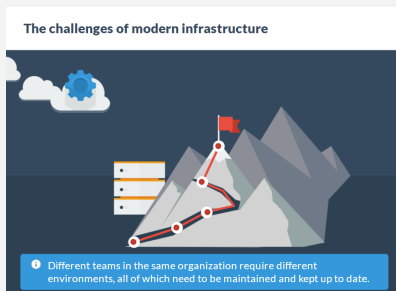 The challenges of modern infrastructure
Different teams in the same organization require different
environments, all of which need to be maintained and kept up to date.